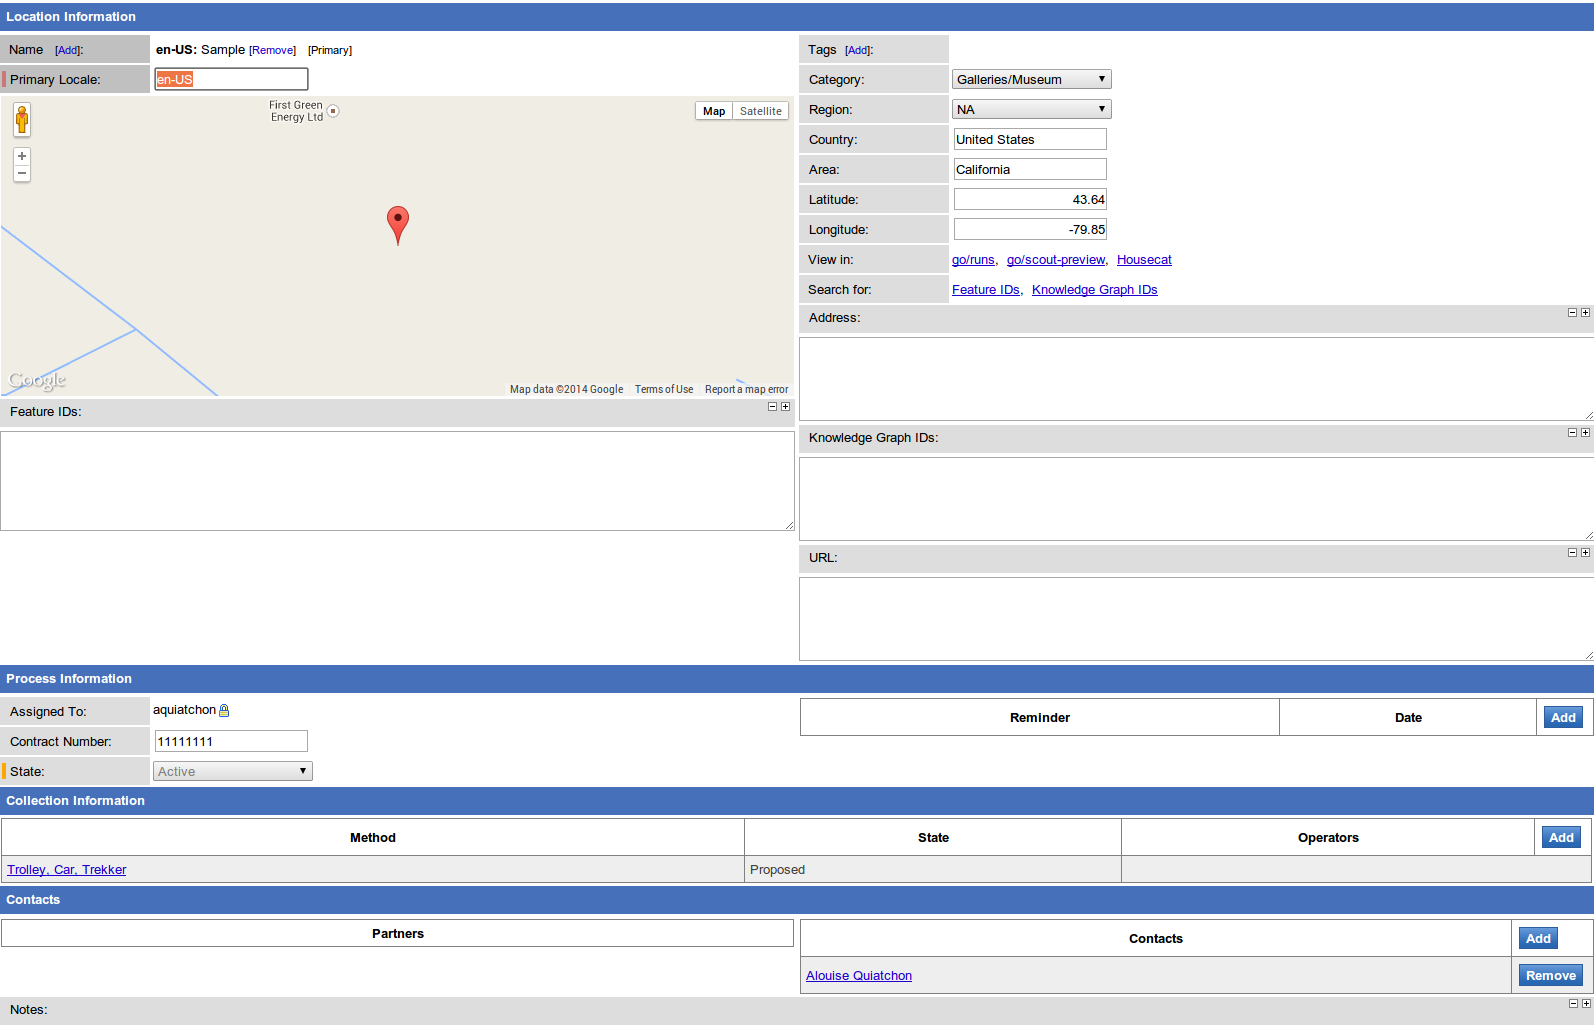 Location Information
Name [Add]: en-US: Sample [Remove] [Primary]
Primary Locale: en-US
First Green
Energy Ltd
Map Satellite
+
−
Google
Map data ©2014 Google Terms of Use Report a map error
Feature IDs:
Tags [Add]:
Category: Galleries/Museum
Region: NA
Country: United States
Area: California
Latitude: 43.64
Longitude: -79.85
View in: go/runs, go/scout-preview, Housecat
Search for: Feature IDs, Knowledge Graph IDs
Address:
Knowledge Graph IDs:
URL:
Process Information
Assigned To: aquiatchon
Contract Number: 11111111
State: Active
Reminder Date Add
Collection Information
Method State Operators Add
Trolley, Car, Trekker Proposed
Contacts
Partners
Contacts Add
Alouise Quiatchon Remove
Notes: